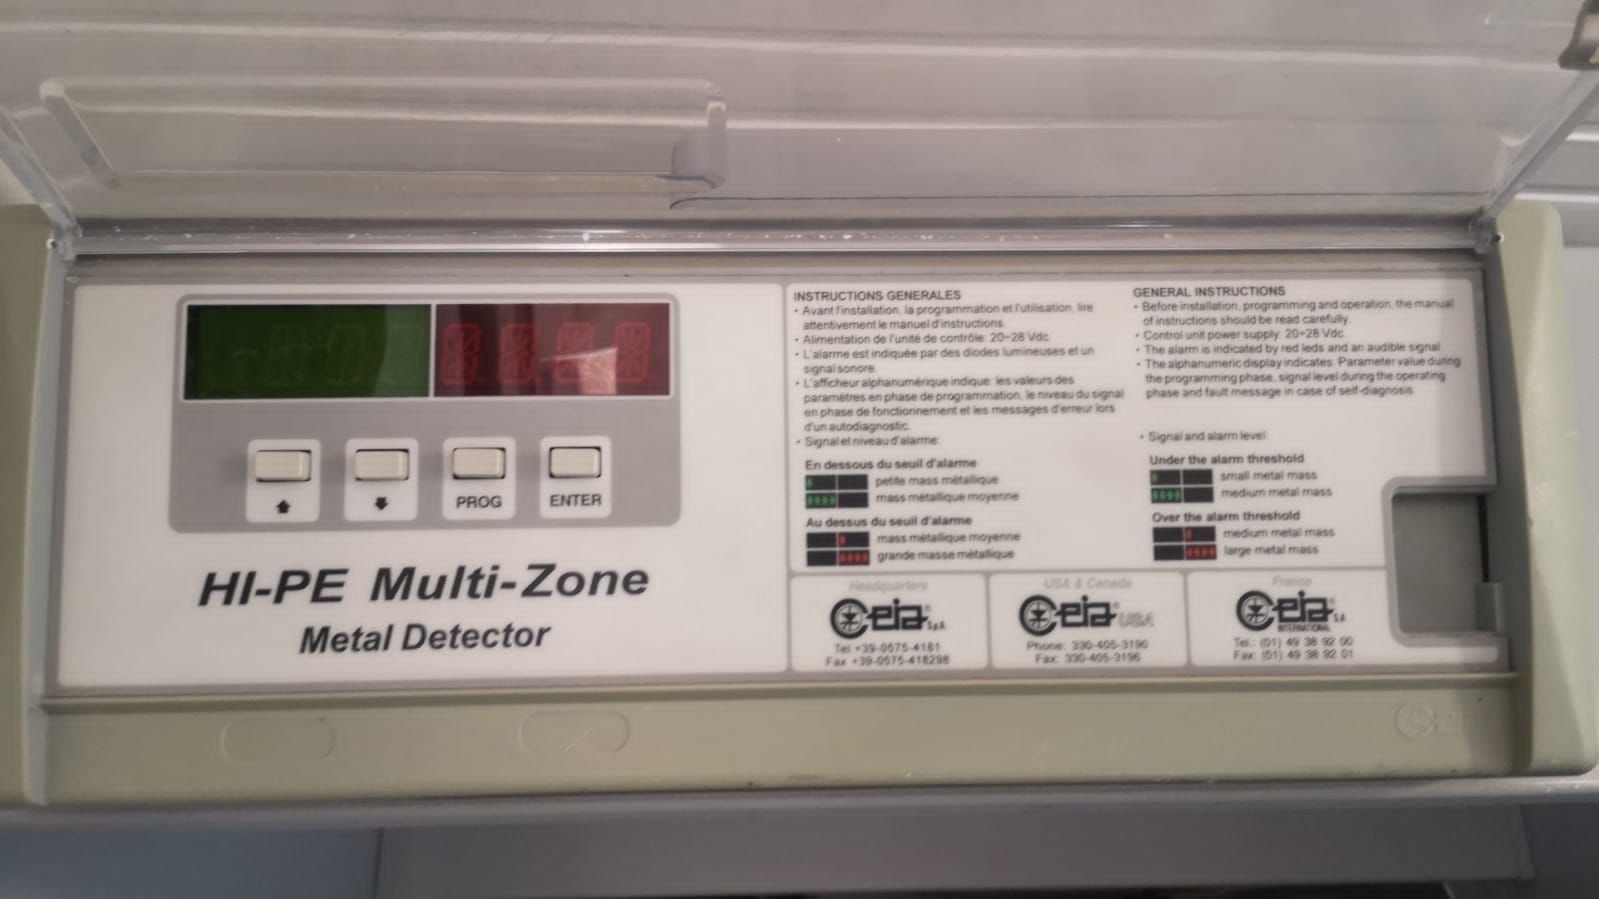 PROG
ENTER
HI-PE Multi-Zone
Metal Detector
INSTRUCTIONS GENERALES
• Avant l'installation, la programmation et l'utilisation, lire
attentivement le manuel d'instructions.
• Alimentation de l'unité de contrôle: 20÷28 Vdc.
• L'alarme est indiquée par des diodes lumineuses et un
signal sonore.
• L'afficheur alphanumérique indique: les valeurs des
paramètres en phase de programmation, le niveau du signal
en phase de fonctionnement et les messages d'erreur lors
d'un autodiagnostic.
• Signal et niveau d'alarme:
En dessous du seuil d'alarme
petite mass métallique
mass métallique moyenne
Au dessus du seuil d'alarme
mass métallique moyenne
grande masse métallique
GENERAL INSTRUCTIONS
• Before installation, programming and operation, the manual
of instructions should be read carefully.
• Control unit power supply: 20÷28 Vdc.
• The alarm is indicated by red leds and an audible signal.
• The alphanumeric display indicates: Parameter value during
the programming phase, signal level during the operating
phase and fault message in case of self-diagnosis.
• Signal and alarm level:
Under the alarm threshold
small metal mass
medium metal mass
Over the alarm threshold
medium metal mass
large metal mass
Headquarters
Ceia® S.p.A.
Tel +39-0575-4181
Fax +39-0575-418298
USA & Canada
Ceia® USA
Phone: 330-405-3190
Fax: 330-405-3196
France
Ceia® S.A.
INTERNATIONAL
Tel.: (01) 49 38 92 00
Fax: (01) 49 38 92 01